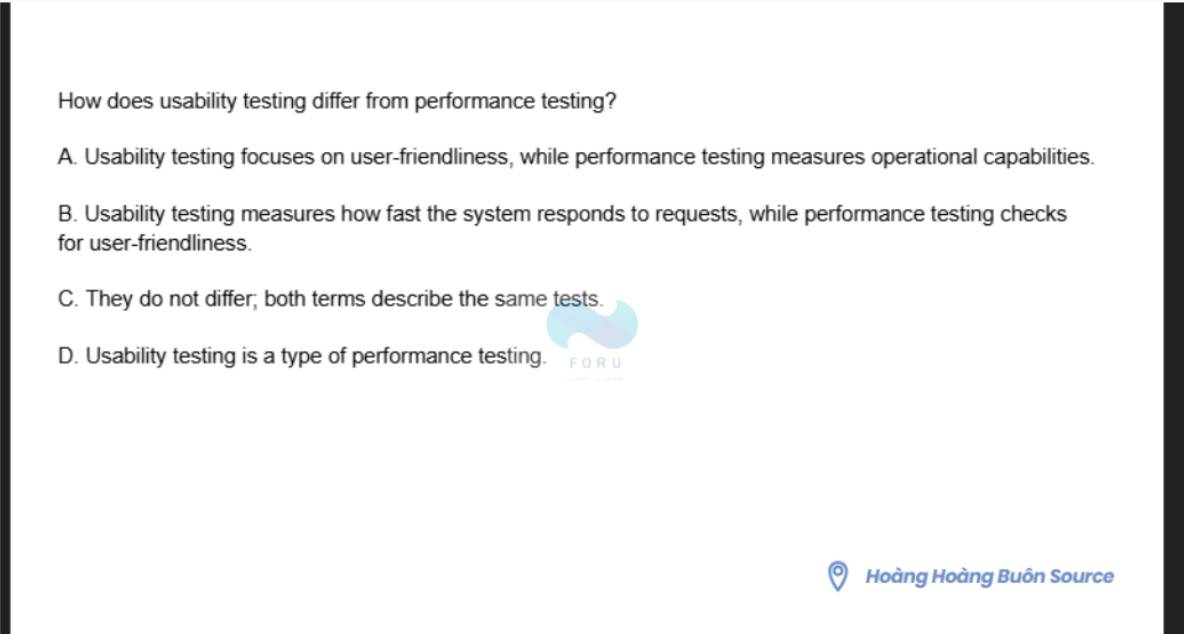 How does usability testing differ from performance testing?
A. Usability testing focuses on user-friendliness, while performance testing measures operational capabilities.
B. Usability testing measures how fast the system responds to requests, while performance testing checks
for user-friendliness.
C. They do not differ; both terms describe the same tests.
D. Usability testing is a type of performance testing.
FORU
Hoàng Hoàng Buôn Source